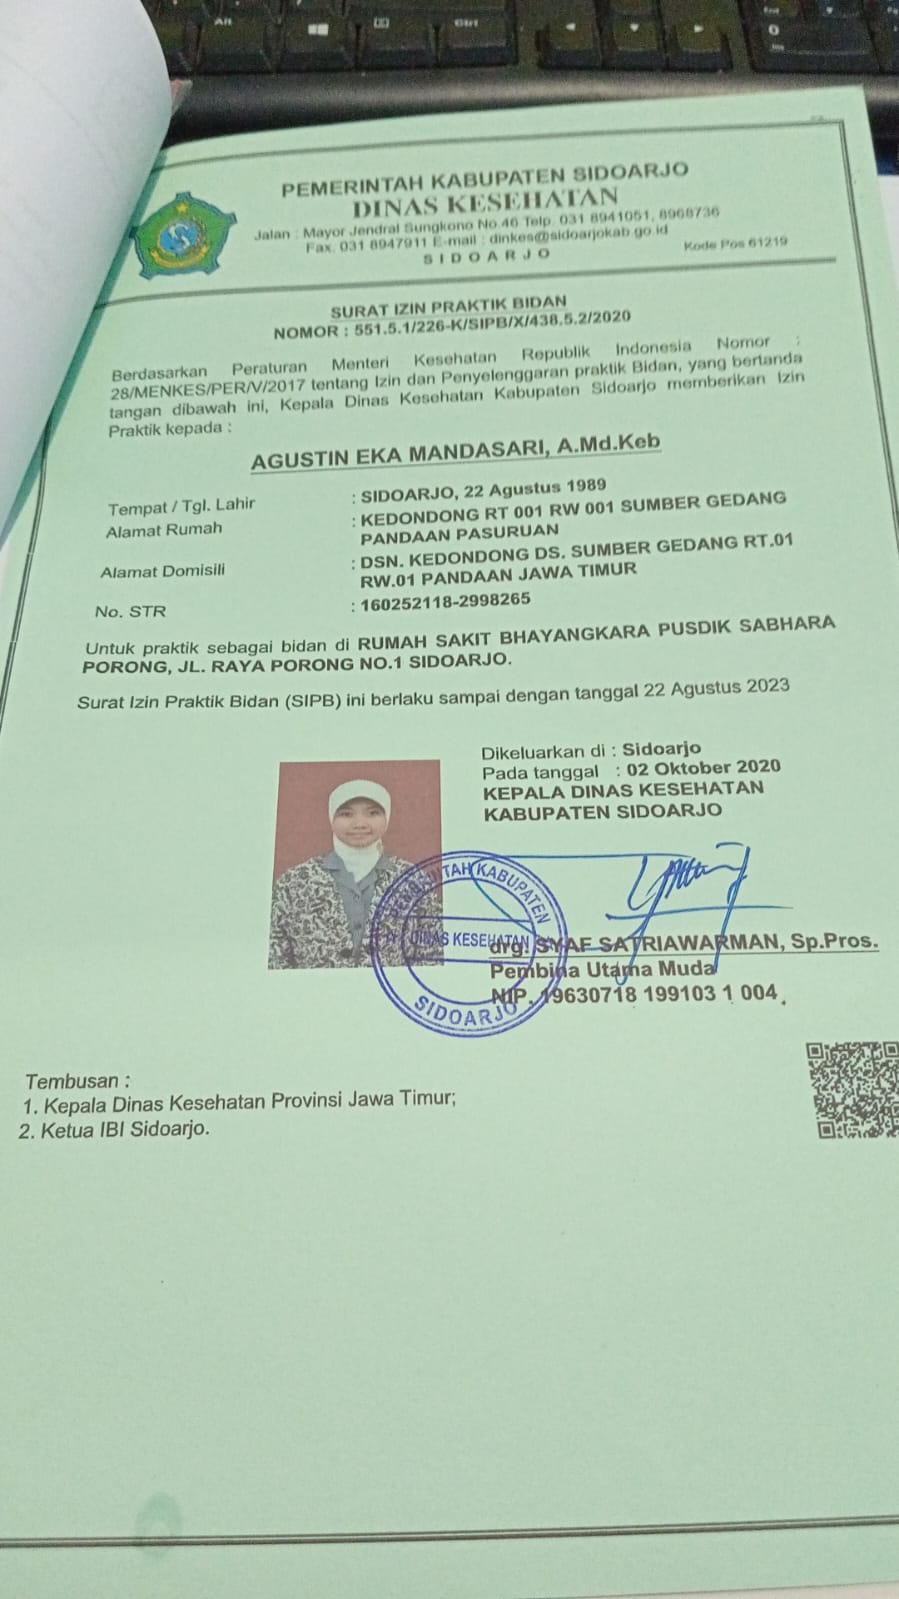 PEMERINTAH KABUPATEN SIDOARJO
DINAS KESEHATAN
Jalan : Mayor Jendral Sungkono No.46 Telp. 031 8941051, 8968736
Fax. 031 8947911 E-mail : dinkes@sidoarjokab.go.id
SIDOARJO
Kode Pos 61219
SURAT IZIN PRAKTIK BIDAN
NOMOR : 551.5.1/226-K/SIPB/X/438.5.2/2020
Berdasarkan Peraturan Menteri Kesehatan Republik Indonesia Nomor :
28/MENKES/PER/V/2017 tentang Izin dan Penyelenggaran praktik Bidan, yang bertanda
tangan dibawah ini, Kepala Dinas Kesehatan Kabupaten Sidoarjo memberikan Izin
Praktik kepada :
AGUSTIN EKA MANDASARI, A.Md.Keb
Tempat / Tgl. Lahir : SIDOARJO, 22 Agustus 1989
Alamat Rumah : KEDONDONG RT 001 RW 001 SUMBER GEDANG
PANDAAN PASURUAN
Alamat Domisili : DSN. KEDONDONG DS. SUMBER GEDANG RT.01
RW.01 PANDAAN JAWA TIMUR
No. STR : 160252118-2998265
Untuk praktik sebagai bidan di RUMAH SAKIT BHAYANGKARA PUSDIK SABHARA
PORONG, JL. RAYA PORONG NO.1 SIDOARJO.
Surat Izin Praktik Bidan (SIPB) ini berlaku sampai dengan tanggal 22 Agustus 2023
Dikeluarkan di : Sidoarjo
Pada tanggal : 02 Oktober 2020
KEPALA DINAS KESEHATAN
KABUPATEN SIDOARJO
PEMERINTAH KABUPATEN
DINAS KESEHATAN
SIDOARJO
drg. SYAF SATRIAWARMAN, Sp.Pros.
Pembina Utama Muda
NIP. 19630718 199103 1 004
Tembusan :
1. Kepala Dinas Kesehatan Provinsi Jawa Timur;
2. Ketua IBI Sidoarjo.
Alt
Ctrl
0